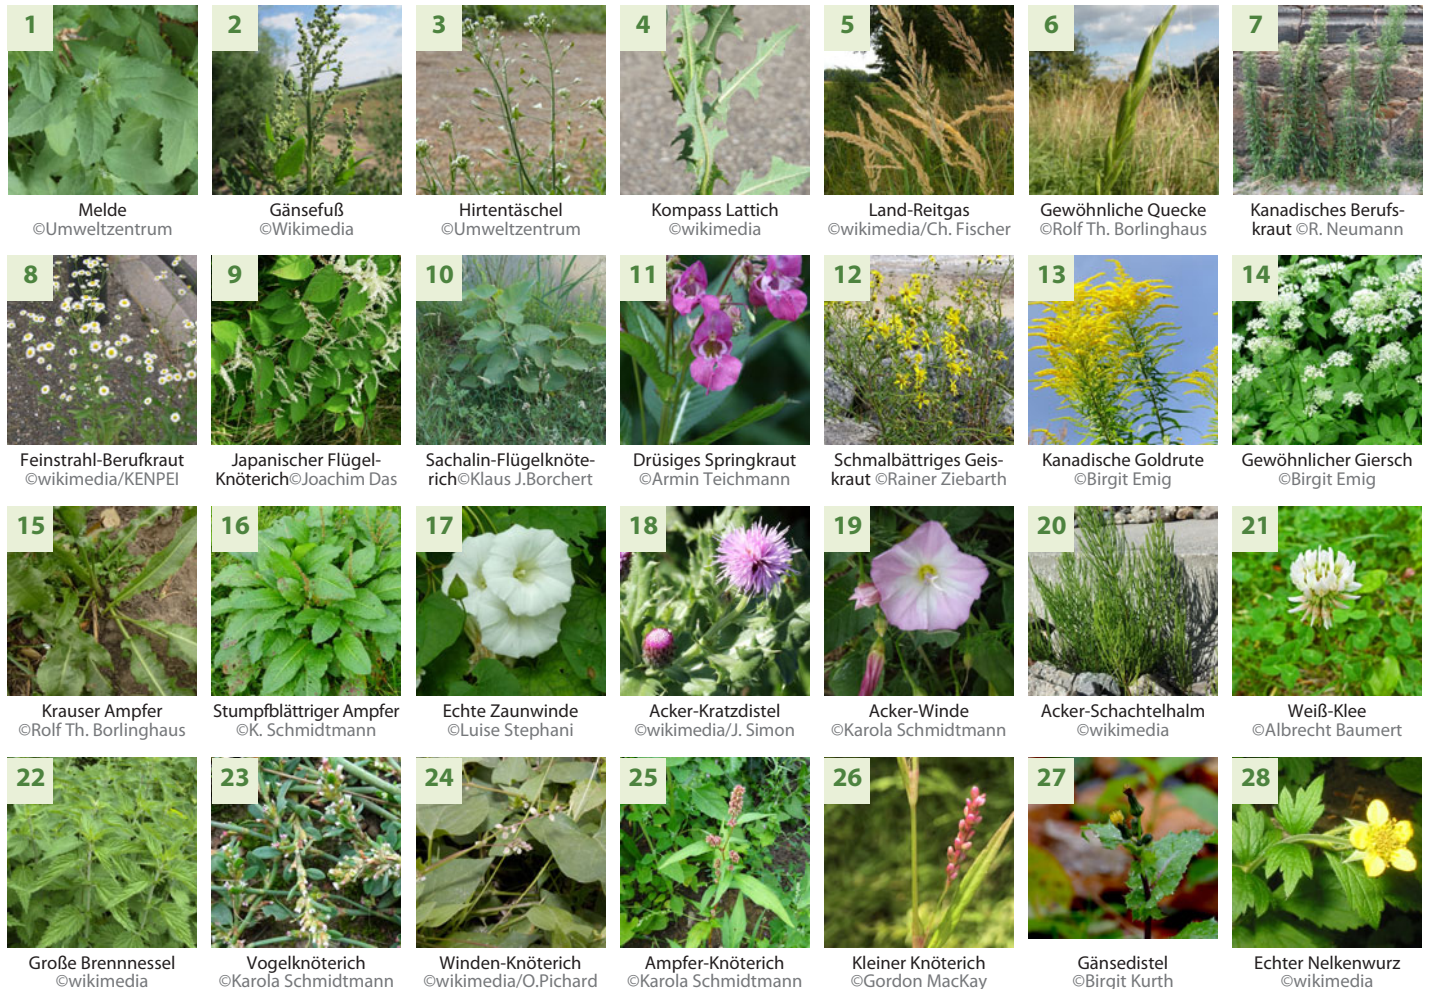 1 2 3 4 5 6 7
Melde Gänsefuß Hirtentäschel Kompass Lattich Land-Reitgas Gewöhnliche Quecke Kanadisches Berufs-
©Umweltzentrum ©Wikimedia ©Umweltzentrum ©wikimedia ©wikimedia/Ch. Fischer ©Rolf Th. Borlinghaus kraut ©R. Neumann
8 9 10 11 12 13 14
Feinstrahl-Berufkraut Japanischer Flügel- Sachalin-Flügelknöte- Drüsiges Springkraut Schmalbättriges Geis- Kanadische Goldrute Gewöhnlicher Giersch
©wikimedia/KENPEI Knöterich©Joachim Das rich©Klaus J.Borchert ©Armin Teichmann kraut ©Rainer Ziebarth ©Birgit Emig ©Birgit Emig
15 16 17 18 19 20 21
Krauser Ampfer Stumpfblättriger Ampfer Echte Zaunwinde Acker-Kratzdistel Acker-Winde Acker-Schachtelhalm Weiß-Klee
©Rolf Th. Borlinghaus ©K. Schmidtmann ©Luise Stephani ©wikimedia/J. Simon ©Karola Schmidtmann ©wikimedia ©Albrecht Baumert
22 23 24 25 26 27 28
Große Brennnessel Vogelknöterich Winden-Knöterich Ampfer-Knöterich Kleiner Knöterich Gänsedistel Echter Nelkenwurz
©wikimedia ©Karola Schmidtmann ©wikimedia/O.Pichard ©Karola Schmidtmann ©Gordon MacKay ©Birgit Kurth ©wikimedia